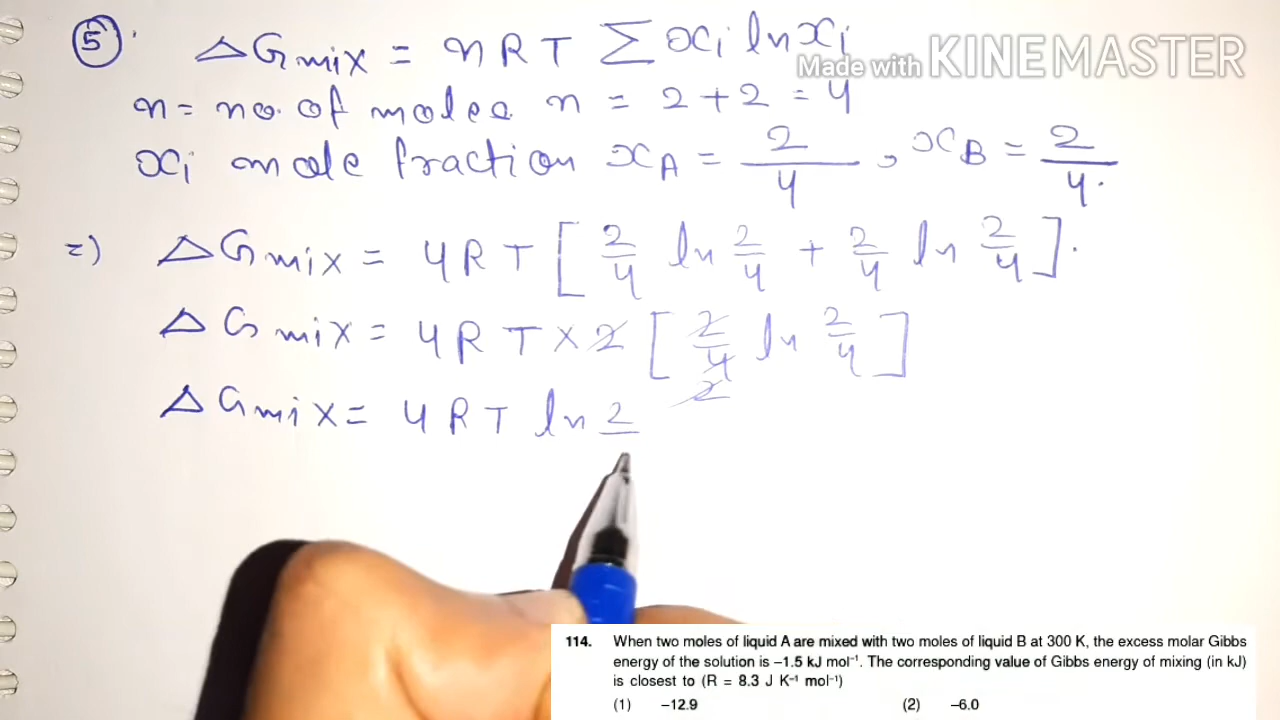 5 ΔGmix = nRT Σ xi ln xi
Made with KINEMASTER
n = no. of moles n = 2 + 2 = 4
xi mole fraction xA = 2/4, xB = 2/4.
=) ΔGmix = 4RT [ 2/4 ln 2/4 + 2/4 ln 2/4 ].
ΔGmix = 4RT × 2 [ 2/4 ln 2/4 ]
2
ΔGmix = 4RT ln 2
114. When two moles of liquid A are mixed with two moles of liquid B at 300 K, the excess molar Gibbs
energy of the solution is –1.5 kJ mol⁻¹. The corresponding value of Gibbs energy of mixing (in kJ)
is closest to (R = 8.3 J K⁻¹ mol⁻¹)
(1) –12.9 (2) –6.0